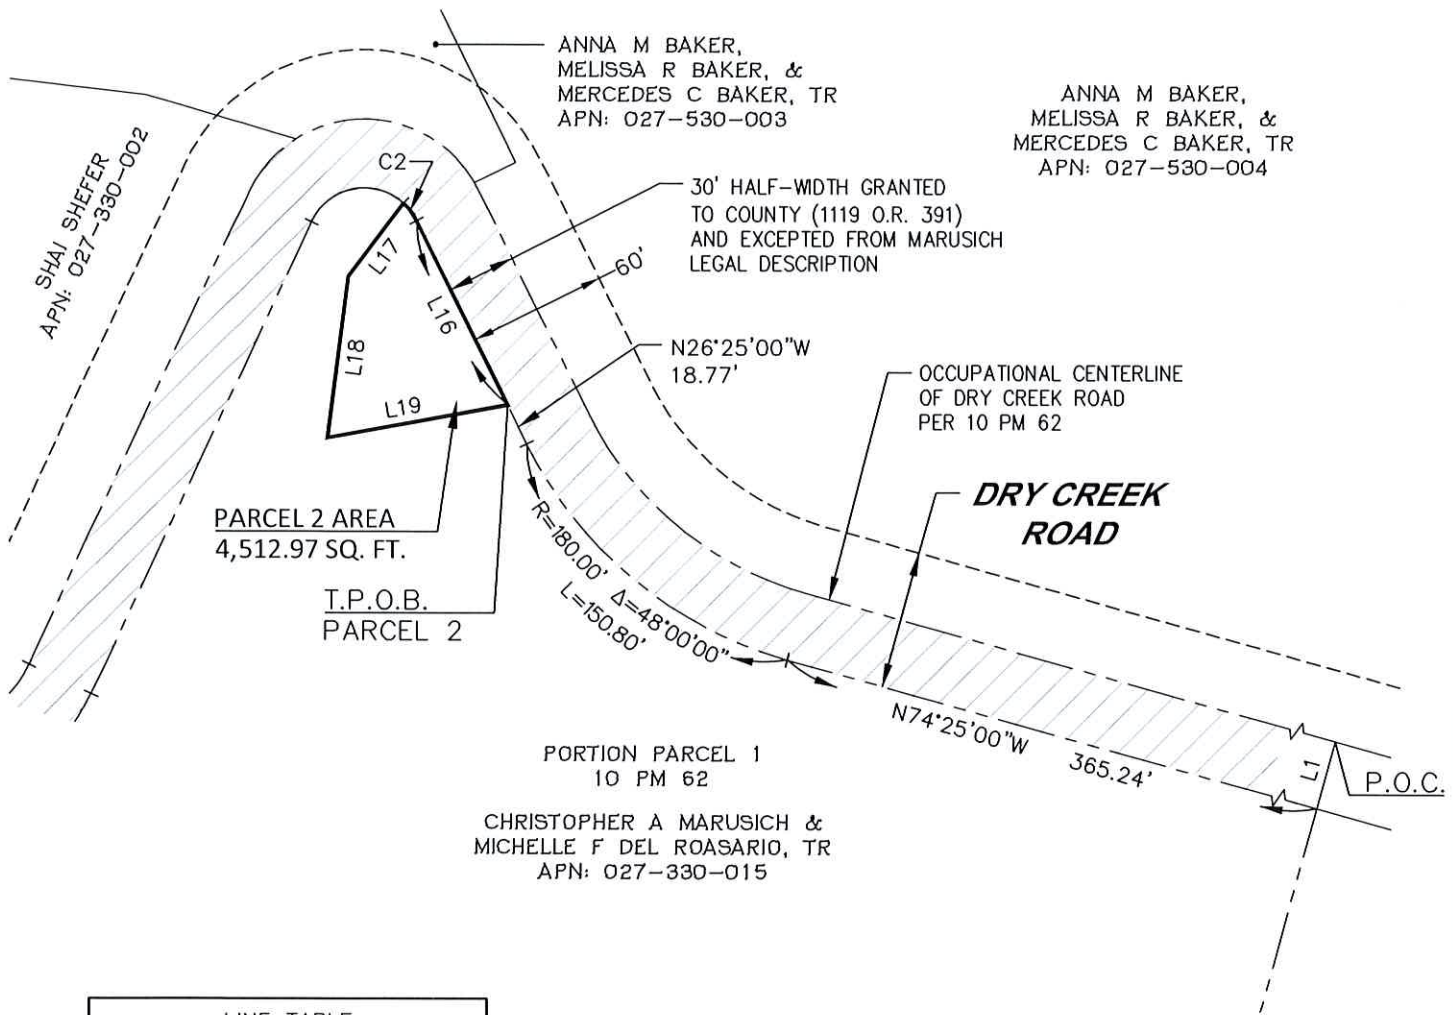 ANNA M BAKER,
MELISSA R BAKER, &
MERCEDES C BAKER, TR
APN: 027-530-003
ANNA M BAKER,
MELISSA R BAKER, &
MERCEDES C BAKER, TR
APN: 027-530-004
SHAI SHEFER
APN: 027-330-002
C2
30' HALF-WIDTH GRANTED
TO COUNTY (1119 O.R. 391)
AND EXCEPTED FROM MARUSICH
LEGAL DESCRIPTION
60'
L17
L16
L18
L19
N26°25'00"W
18.77'
OCCUPATIONAL CENTERLINE
OF DRY CREEK ROAD
PER 10 PM 62
DRY CREEK
ROAD
PARCEL 2 AREA
4,512.97 SQ. FT.
T.P.O.B.
PARCEL 2
R=180.00' Δ=48°00'00"
L=150.80'
N74°25'00"W 365.24'
L1
P.O.C.
PORTION PARCEL 1
10 PM 62
CHRISTOPHER A MARUSICH &
MICHELLE F DEL ROASARIO, TR
APN: 027-330-015
LINE TABLE